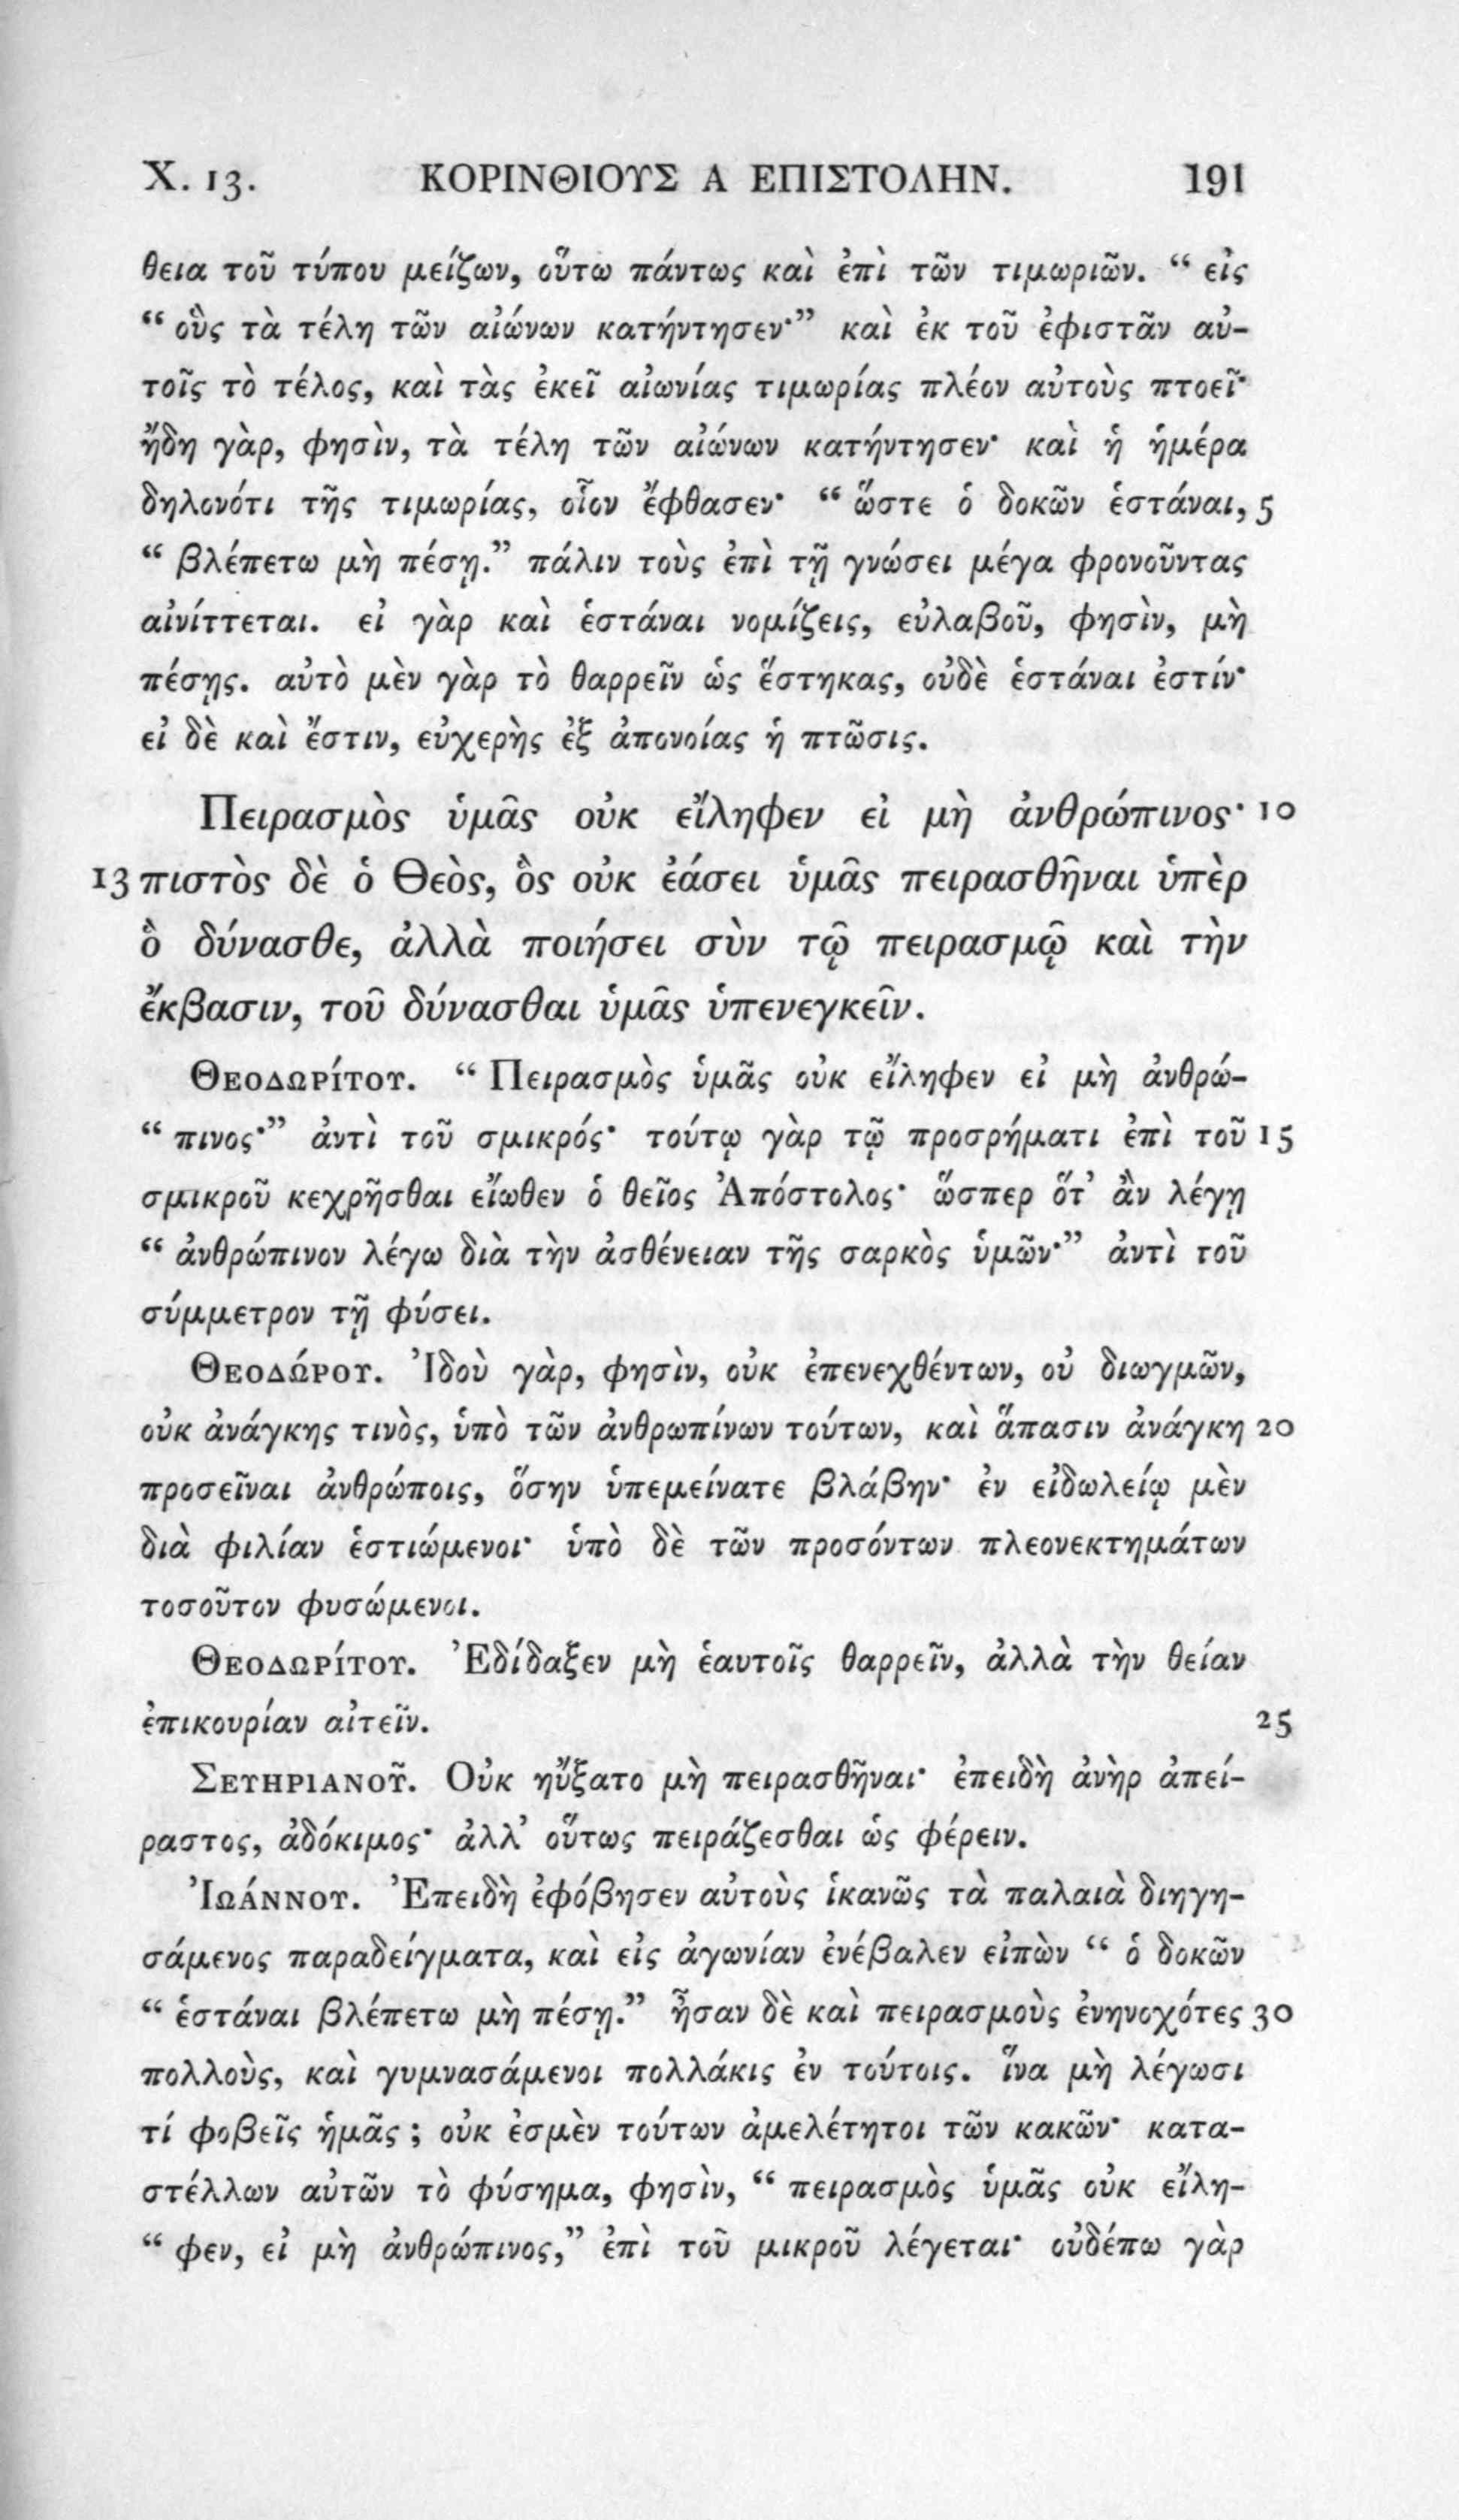 Χ. 13. ΚΟΡΙΝΘΙΟΥΣ Α ΕΠΙΣΤΟΛΗΝ. 191
θεια τοῦ τύπου μείζων, οὕτω πάντως καὶ ἐπὶ τῶν τιμωριῶν. “ εἰς
“ οὓς τὰ τέλη τῶν αἰώνων κατήντησεν·” καὶ ἐκ τοῦ ἐφιστᾶν αὐ-
τοῖς τὸ τέλος, καὶ τὰς ἐκεῖ αἰωνίας τιμωρίας πλέον αὐτοὺς πτοεῖ·
ἤδη γὰρ, φησὶν, τὰ τέλη τῶν αἰώνων κατήντησεν· καὶ ἡ ἡμέρα
δηλονότι τῆς τιμωρίας, οἷον ἔφθασεν· “ ὥστε ὁ δοκῶν ἑστάναι, 5
“ βλέπετω μὴ πέσῃ.” πάλιν τοὺς ἐπὶ τῇ γνώσει μέγα φρονοῦντας
αἰνίττεται. εἰ γὰρ καὶ ἑστάναι νομίζεις, εὐλαβοῦ, φησὶν, μὴ
πέσῃς. αὐτὸ μὲν γὰρ τὸ θαρρεῖν ὡς ἕστηκας, οὐδὲ ἑστάναι ἐστίν·
εἰ δὲ καὶ ἔστιν, εὐχερὴς ἐξ ἀπονοίας ἡ πτῶσις.
Πειρασμὸς ὑμᾶς οὐκ εἴληφεν εἰ μὴ ἀνθρώπινος· 10
13 πιστὸς δὲ ὁ Θεὸς, ὃς οὐκ ἐάσει ὑμᾶς πειρασθῆναι ὑπὲρ
ὃ δύνασθε, ἀλλὰ ποιήσει σὺν τῷ πειρασμῷ καὶ τὴν
ἔκβασιν, τοῦ δύνασθαι ὑμᾶς ὑπενεγκεῖν.
Θεοδωρίτου. “ Πειρασμὸς ὑμᾶς οὐκ εἴληφεν εἰ μὴ ἀνθρώ-
“ πινος·” ἀντὶ τοῦ σμικρός· τούτῳ γὰρ τῷ προσρήματι ἐπὶ τοῦ 15
σμικροῦ κεχρῆσθαι εἴωθεν ὁ θεῖος Ἀπόστολος· ὥσπερ ὅτ’ ἂν λέγῃ
“ ἀνθρώπινον λέγω διὰ τὴν ἀσθένειαν τῆς σαρκὸς ὑμῶν·” ἀντὶ τοῦ
σύμμετρον τῇ φύσει.
Θεοδώρου. Ἰδοὺ γὰρ, φησὶν, οὐκ ἐπενεχθέντων, οὐ διωγμῶν,
οὐκ ἀνάγκης τινὸς, ὑπὸ τῶν ἀνθρωπίνων τούτων, καὶ ἅπασιν ἀνάγκη 20
προσεῖναι ἀνθρώποις, ὅσην ὑπεμείνατε βλάβην· ἐν εἰδωλείῳ μὲν
διὰ φιλίαν ἑστιώμενοι· ὑπὸ δὲ τῶν προσόντων πλεονεκτημάτων
τοσοῦτον φυσώμενοι.
Θεοδωρίτου. Ἐδίδαξεν μὴ ἑαυτοῖς θαρρεῖν, ἀλλὰ τὴν θείαν
ἐπικουρίαν αἰτεῖν. 25
Σευηριανοῦ. Οὐκ ηὔξατο μὴ πειρασθῆναι· ἐπειδὴ ἀνὴρ ἀπεί-
ραστος, ἀδόκιμος· ἀλλ’ οὕτως πειράζεσθαι ὡς φέρειν.
Ἰωάννου. Ἐπειδὴ ἐφόβησεν αὐτοὺς ἱκανῶς τὰ παλαιὰ διηγη-
σάμενος παραδείγματα, καὶ εἰς ἀγωνίαν ἐνέβαλεν εἰπὼν “ ὁ δοκῶν
“ ἑστάναι βλέπετω μὴ πέσῃ.” ἦσαν δὲ καὶ πειρασμοὺς ἐνηνοχότες 30
πολλοὺς, καὶ γυμνασάμενοι πολλάκις ἐν τούτοις. ἵνα μὴ λέγωσι
τί φοβεῖς ἡμᾶς ; οὐκ ἐσμὲν τούτων ἀμελέτητοι τῶν κακῶν· κατα-
στέλλων αὐτῶν τὸ φύσημα, φησὶν, “ πειρασμὸς ὑμᾶς οὐκ εἴλη-
“ φεν, εἰ μὴ ἀνθρώπινος,” ἐπὶ τοῦ μικροῦ λέγεται· οὐδέπω γὰρ